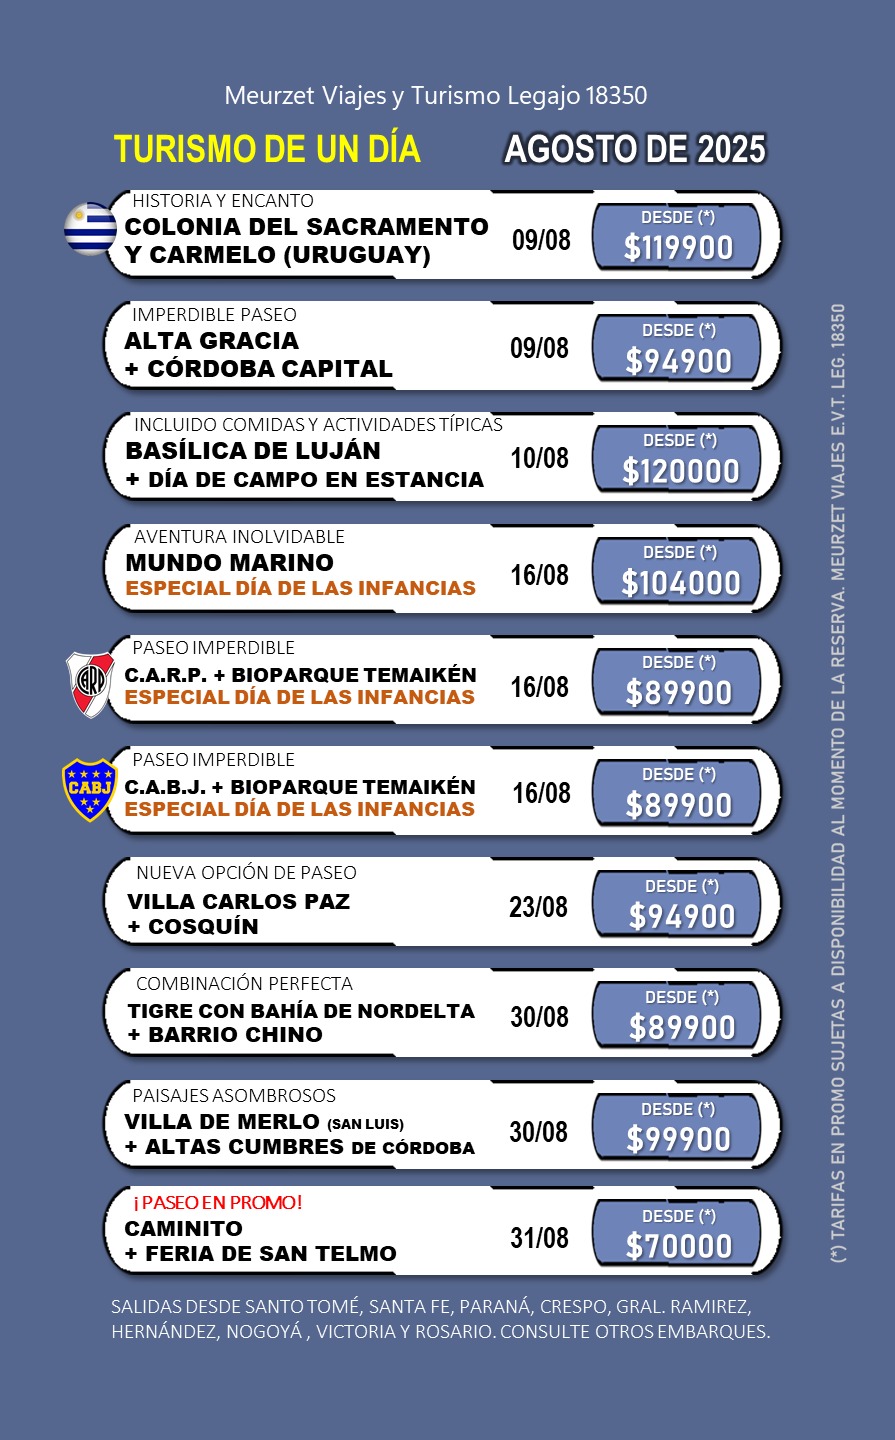 Meurzet Viajes y Turismo Legajo 18350
TURISMO DE UN DÍA AGOSTO DE 2025
HISTORIA Y ENCANTO
COLONIA DEL SACRAMENTO
Y CARMELO (URUGUAY)
09/08
DESDE (*)
$119900
IMPERDIBLE PASEO
ALTA GRACIA
+ CÓRDOBA CAPITAL
09/08
DESDE (*)
$94900
INCLUIDO COMIDAS Y ACTIVIDADES TÍPICAS
BASÍLICA DE LUJÁN
+ DÍA DE CAMPO EN ESTANCIA
10/08
DESDE (*)
$120000
AVENTURA INOLVIDABLE
MUNDO MARINO
ESPECIAL DÍA DE LAS INFANCIAS
16/08
DESDE (*)
$104000
CARP
PASEO IMPERDIBLE
C.A.R.P. + BIOPARQUE TEMAIKÉN
ESPECIAL DÍA DE LAS INFANCIAS
16/08
DESDE (*)
$89900
CABJ
PASEO IMPERDIBLE
C.A.B.J. + BIOPARQUE TEMAIKÉN
ESPECIAL DÍA DE LAS INFANCIAS
16/08
DESDE (*)
$89900
NUEVA OPCIÓN DE PASEO
VILLA CARLOS PAZ
+ COSQUÍN
23/08
DESDE (*)
$94900
COMBINACIÓN PERFECTA
TIGRE CON BAHÍA DE NORDELTA
+ BARRIO CHINO
30/08
DESDE (*)
$89900
PAISAJES ASOMBROSOS
VILLA DE MERLO (SAN LUIS)
+ ALTAS CUMBRES DE CÓRDOBA
30/08
DESDE (*)
$99900
¡PASEO EN PROMO!
CAMINITO
+ FERIA DE SAN TELMO
31/08
DESDE (*)
$70000
SALIDAS DESDE SANTO TOMÉ, SANTA FE, PARANÁ, CRESPO, GRAL. RAMIREZ,
HERNÁNDEZ, NOGOYÁ , VICTORIA Y ROSARIO. CONSULTE OTROS EMBARQUES.
(*) TARIFAS EN PROMO SUJETAS A DISPONIBILIDAD AL MOMENTO DE LA RESERVA. MEURZET VIAJES E.V.T. LEG. 18350